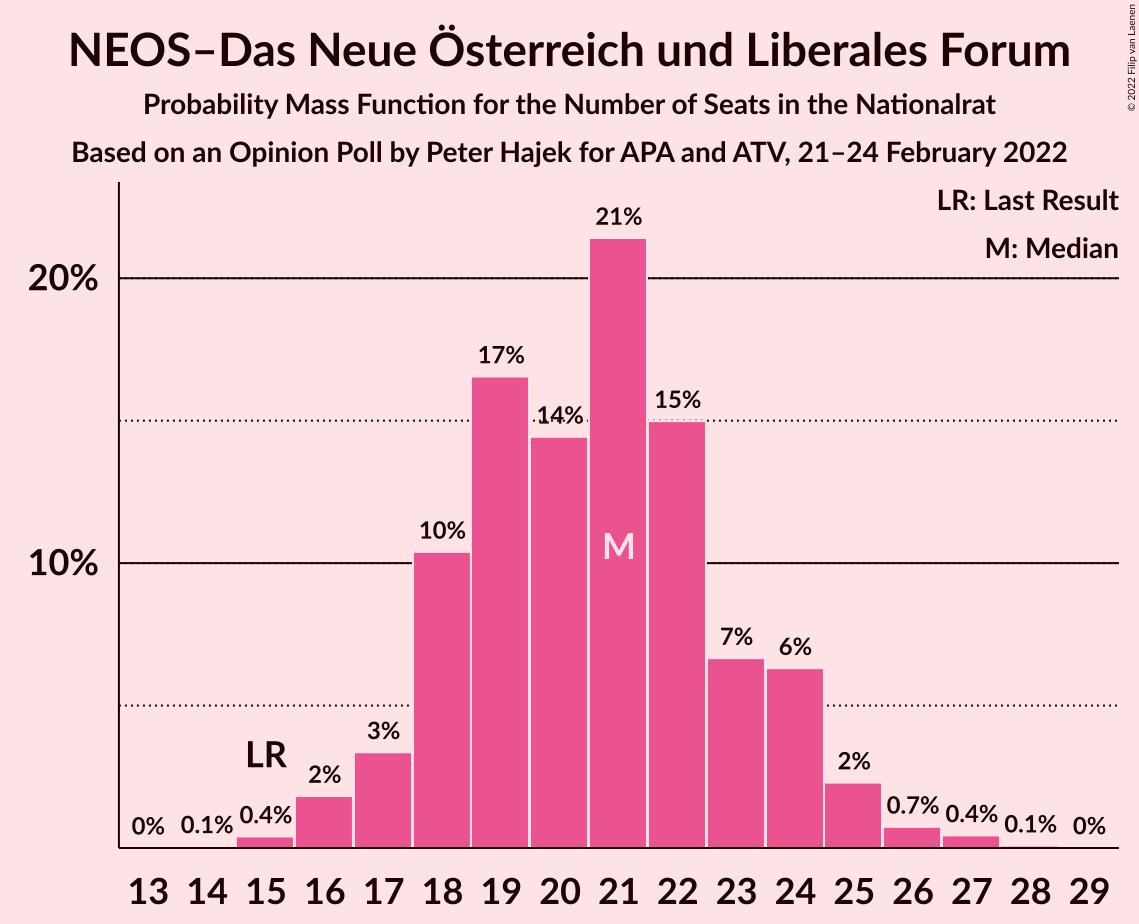 NEOS–Das Neue Österreich und Liberales Forum
Probability Mass Function for the Number of Seats in the Nationalrat
Based on an Opinion Poll by Peter Hajek for APA and ATV, 21–24 February 2022
© 2022 Filip van Laenen
LR: Last Result
M: Median
20%
10%
0%
0.1%
LR
0.4%
2%
3%
10%
17%
14%
21%
M
15%
7%
6%
2%
0.7%
0.4%
0.1%
0%
13 14 15 16 17 18 19 20 21 22 23 24 25 26 27 28 29